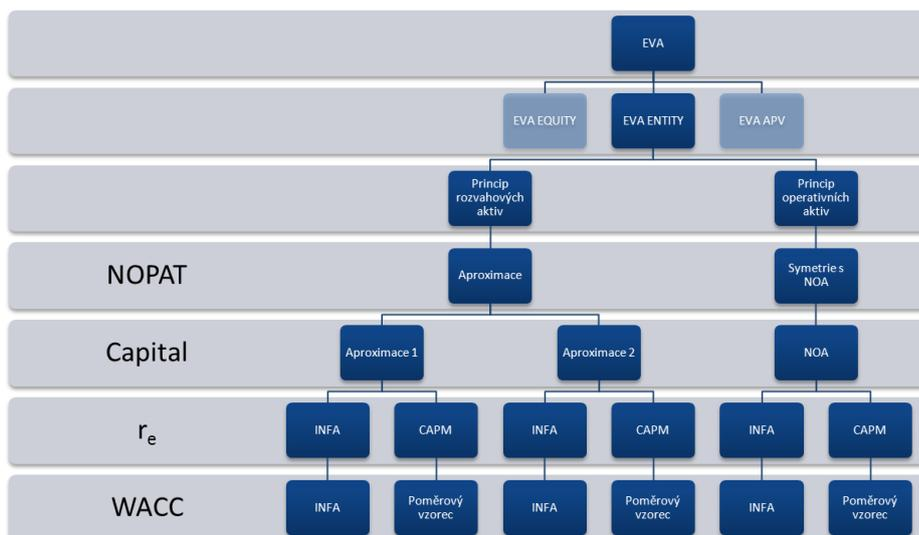 EVA
EVA EQUITY
EVA ENTITY
EVA APV
Princip
rozvahových
aktiv
Princip
operativních
aktiv
NOPAT
Aproximace
Symetrie s
NOA
Capital
Aproximace 1
Aproximace 2
NOA
re
INFA
CAPM
INFA
CAPM
INFA
CAPM
WACC
INFA
Poměrový
vzorec
INFA
Poměrový
vzorec
INFA
Poměrový
vzorec